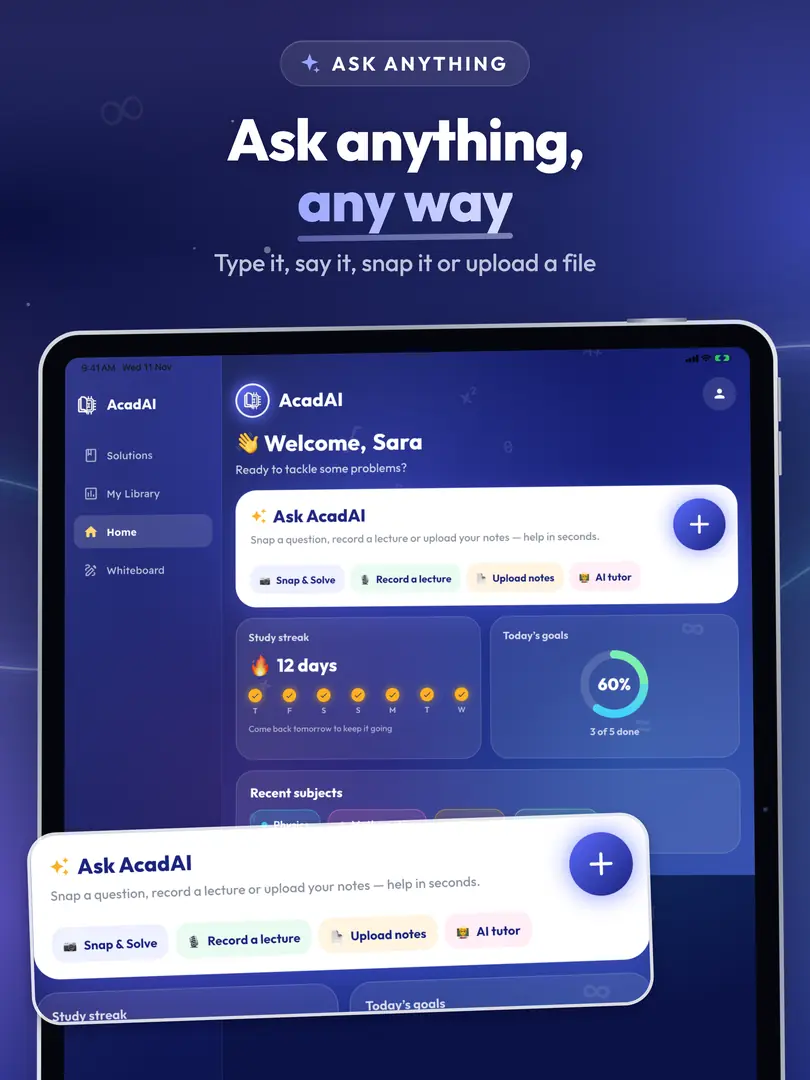 ASK ANYTHING
Ask anything,
any way
Type it, say it, snap it or upload a file
9:41 AM Wed 11 Nov
AcadAI
Solutions
My Library
Home
Whiteboard
AcadAI
Welcome, Sara
Ready to tackle some problems?
Ask AcadAI
Snap a question, record a lecture or upload your notes — help in seconds.
Snap & Solve
Record a lecture
Upload notes
AI tutor
Study streak
12 days
T F S S M T W
Come back tomorrow to keep it going
Today's goals
60%
3 of 5 done
Recent subjects
Physics
Ask AcadAI
Snap a question, record a lecture or upload your notes — help in seconds.
Snap & Solve
Record a lecture
Upload notes
AI tutor
Study streak
Today's goals